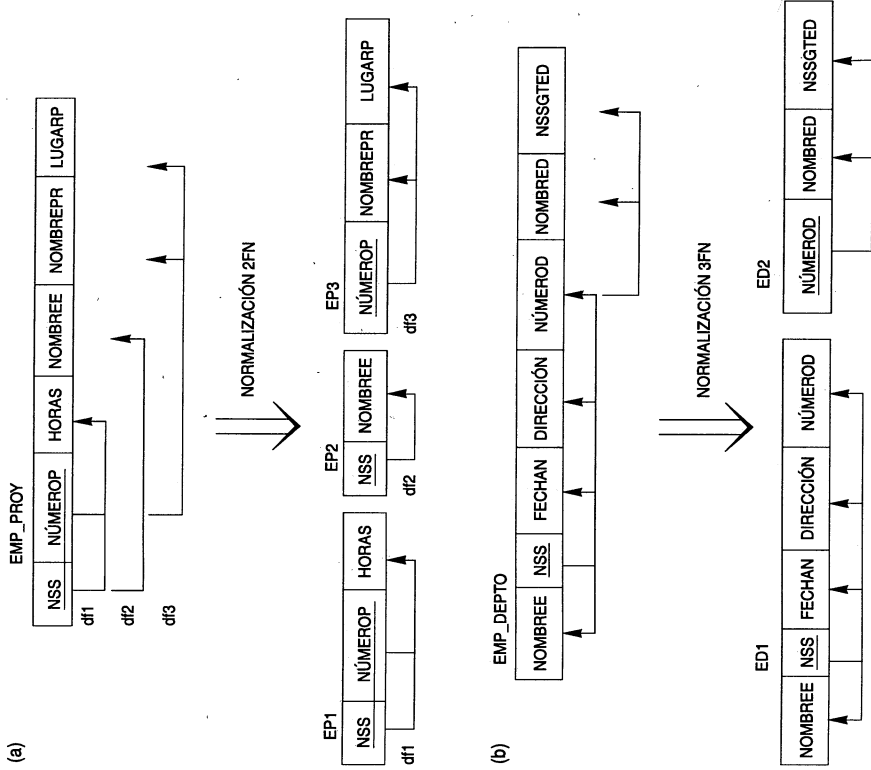 (a)
EMP_PROY
NSS NÚMEROP HORAS NOMBREE NOMBREPR LUGARP
df1
df2
df3
NORMALIZACIÓN 2FN
EP1
NSS NÚMEROP HORAS
df1
EP2
NSS NOMBREE
df2
EP3
NÚMEROP NOMBREPR LUGARP
df3
(b)
EMP_DEPTO
NOMBREE NSS FECHAN DIRECCIÓN NÚMEROD NOMBRED NSSGTED
NORMALIZACIÓN 3FN
ED1
NOMBREE NSS FECHAN DIRECCIÓN NÚMEROD
ED2
NÚMEROD NOMBRED NSSGTED